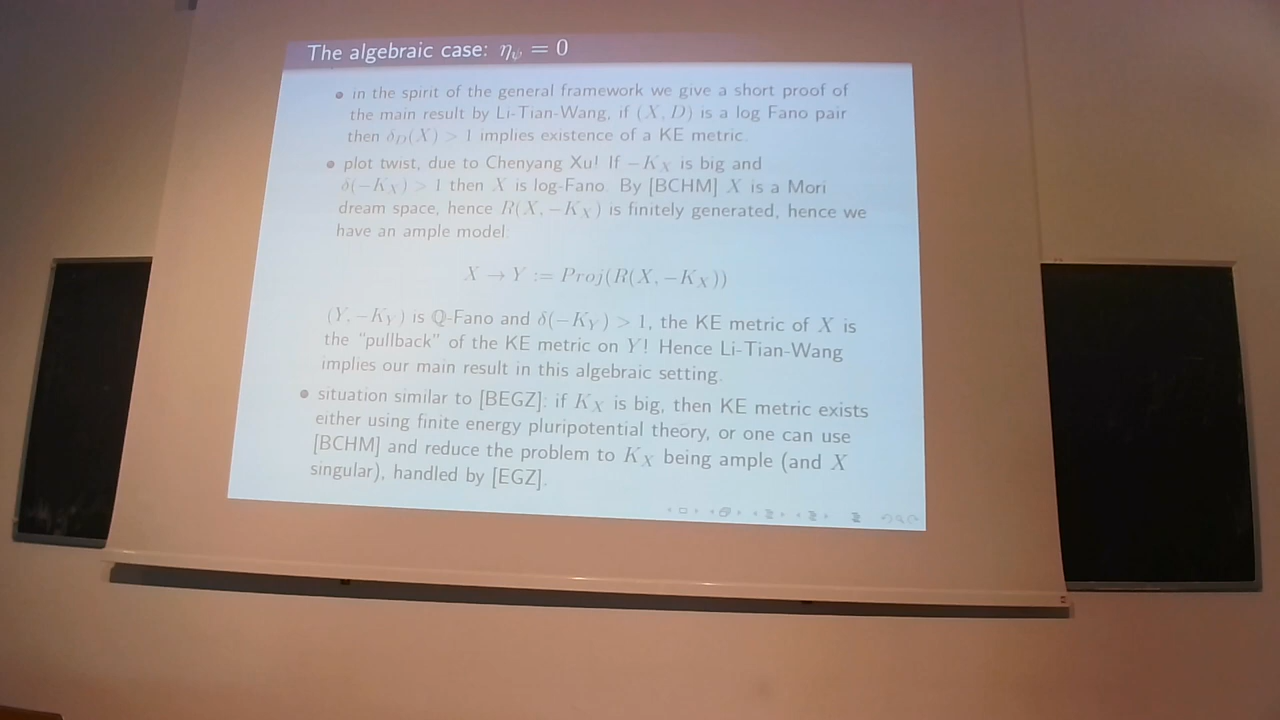 The algebraic case: η_ψ = 0
• in the spirit of the general framework we give a short proof of
the main result by Li-Tian-Wang, if (X, D) is a log Fano pair
then δ_D(X) > 1 implies existence of a KE metric.
• plot twist, due to Chenyang Xu! If −K_X is big and
δ(−K_X) > 1 then X is log-Fano. By [BCHM] X is a Mori
dream space, hence R(X, −K_X) is finitely generated, hence we
have an ample model
X → Y := Proj(R(X, −K_X))
(Y, −K_Y) is ℚ-Fano and δ(−K_Y) > 1, the KE metric of X is
the "pullback" of the KE metric on Y! Hence Li-Tian-Wang
implies our main result in this algebraic setting.
• situation similar to [BEGZ]: if K_X is big, then KE metric exists
either using finite energy pluripotential theory, or one can use
[BCHM] and reduce the problem to K_X being ample (and X
singular), handled by [EGZ].